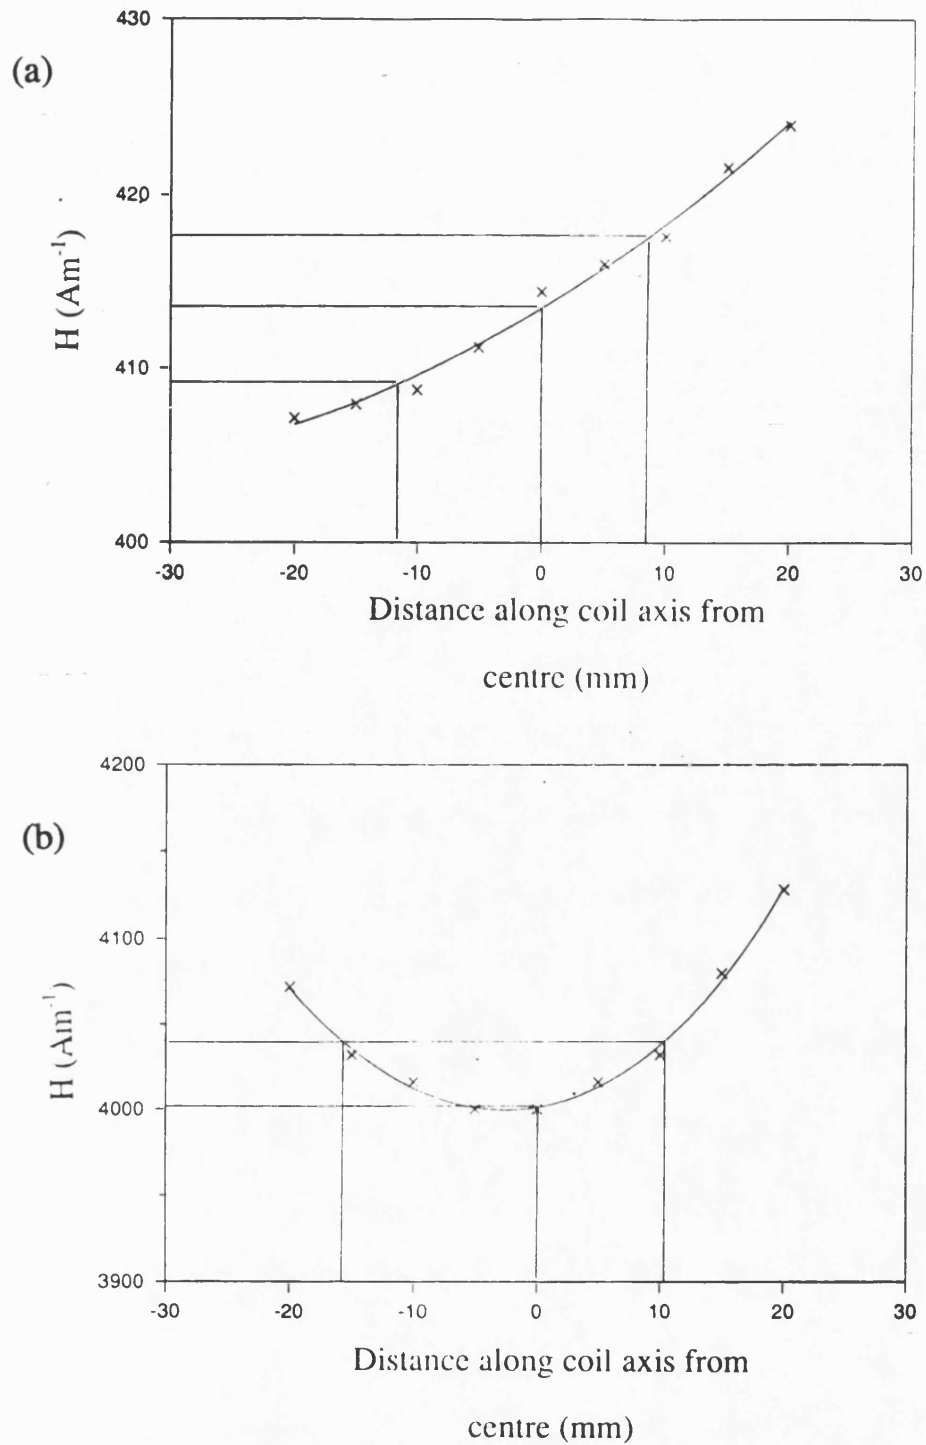 (a)
430
420
410
400
H (Am⁻¹)
-30 -20 -10 0 10 20 30
Distance along coil axis from
centre (mm)
(b)
4200
4100
4000
3900
H (Am⁻¹)
-30 -20 -10 0 10 20 30
Distance along coil axis from
centre (mm)